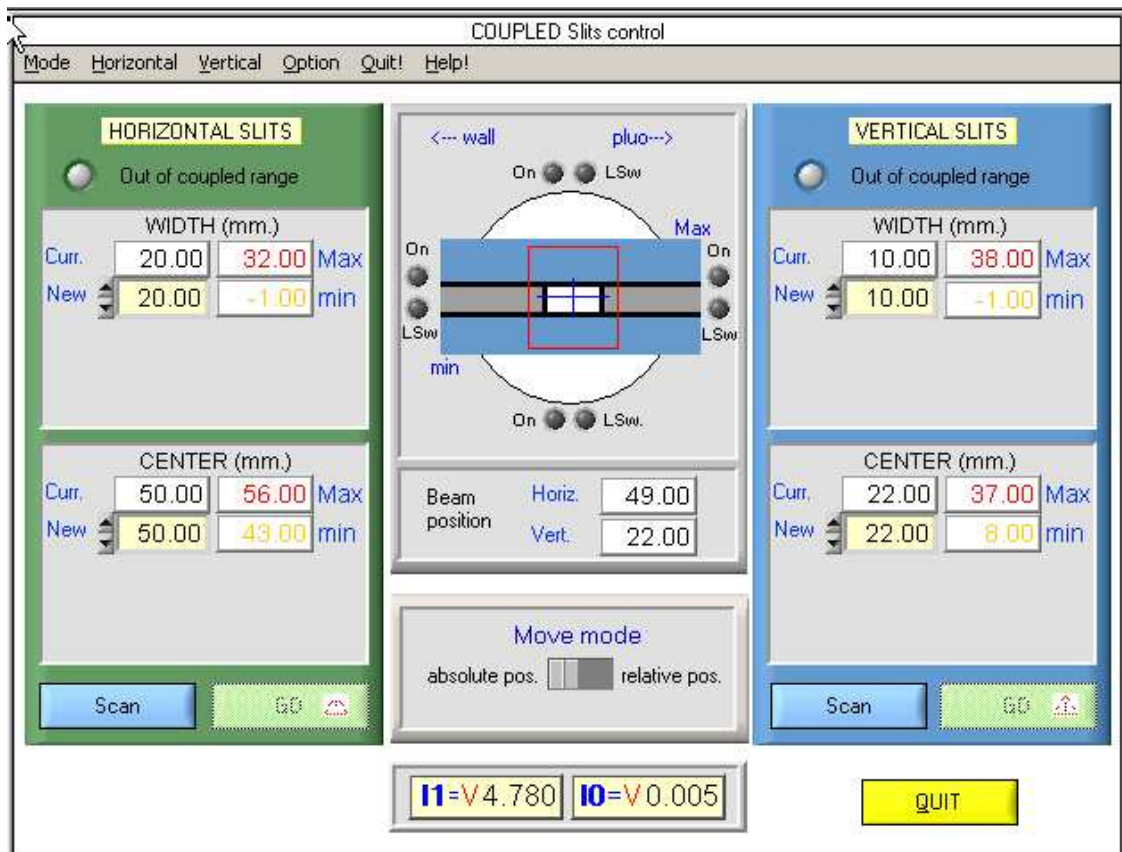 COUPLED Slits control
Mode Horizontal Vertical Option Quit! Help!
HORIZONTAL SLITS
Out of coupled range
WIDTH (mm.)
Curr. 20.00 32.00 Max
New 20.00 -1.00 min
CENTER (mm.)
Curr. 50.00 56.00 Max
New 50.00 43.00 min
Scan GO
<--- wall pluo--->
On LSw
Max
On On
LSw LSw
min
On LSw.
Beam position
Horiz. 49.00
Vert. 22.00
Move mode
absolute pos. relative pos.
I1=V4.780 I0=V0.005
VERTICAL SLITS
Out of coupled range
WIDTH (mm.)
Curr. 10.00 38.00 Max
New 10.00 -1.00 min
CENTER (mm.)
Curr. 22.00 37.00 Max
New 22.00 8.00 min
Scan GO
QUIT